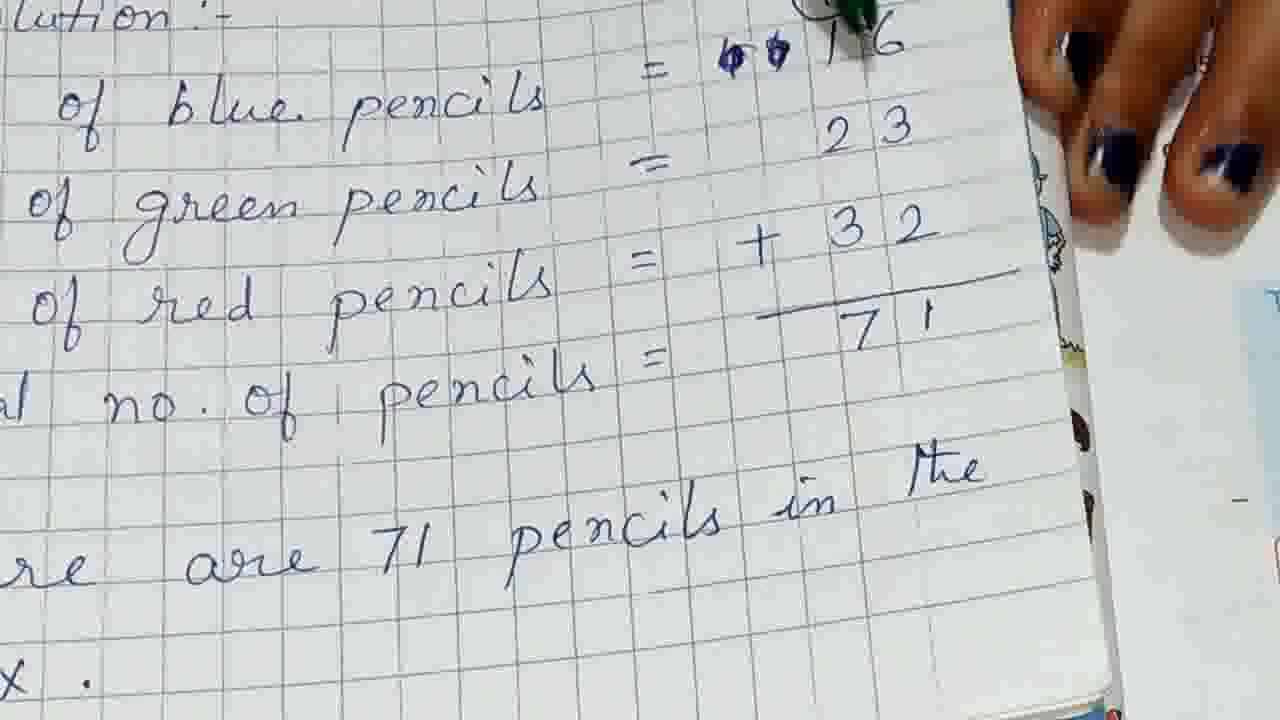 lution :-
of blue pencils = 16
of green pencils = 23
of red pencils = + 32
al no. of pencils = 71
re are 71 pencils in the
x .